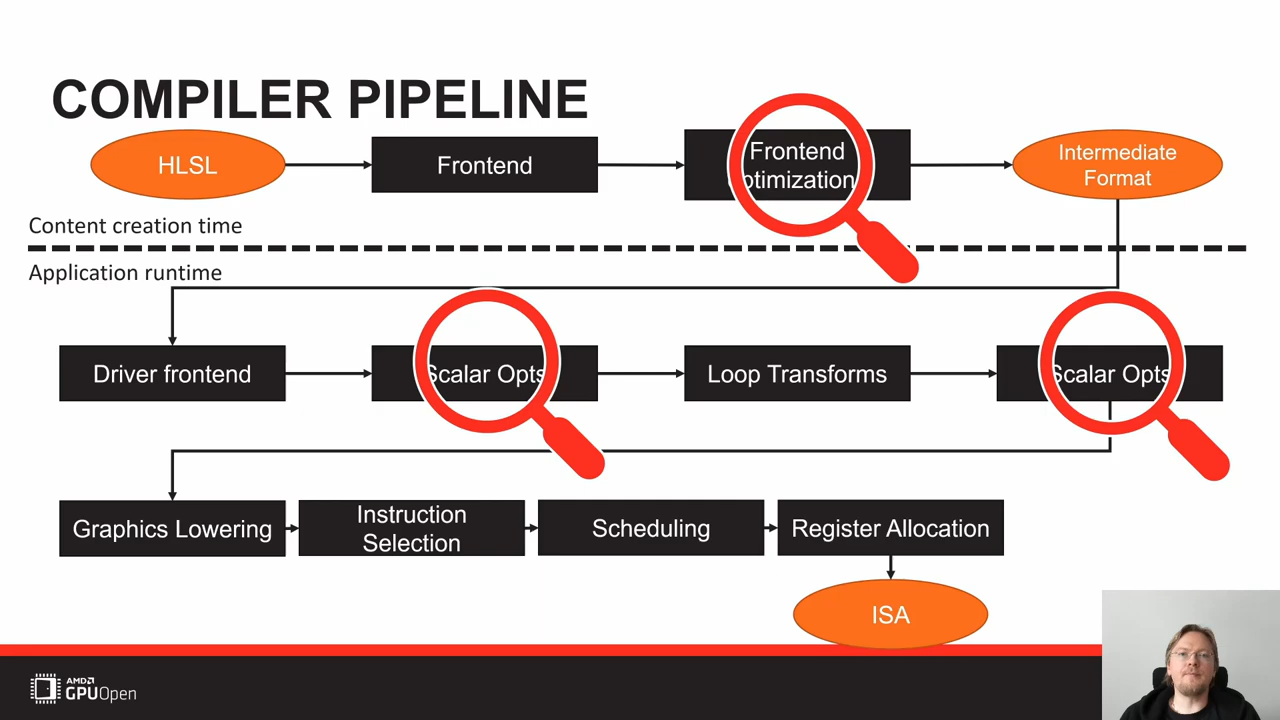 COMPILER PIPELINE
HLSL
Frontend
Frontend
Optimization
Intermediate
Format
Content creation time
Application runtime
Driver frontend
Scalar Opts
Loop Transforms
Scalar Opts
Graphics Lowering
Instruction
Selection
Scheduling
Register Allocation
ISA
AMD
GPUOpen